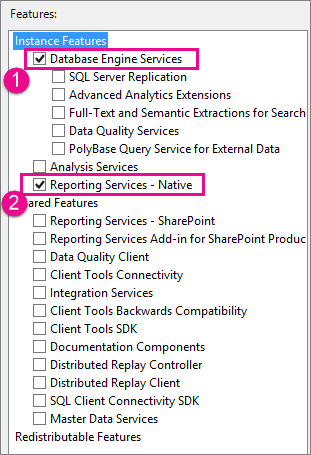 Features:
Instance Features
Database Engine Services
1
SQL Server Replication
Advanced Analytics Extensions
Full-Text and Semantic Extractions for Search
Data Quality Services
PolyBase Query Service for External Data
Analysis Services
Reporting Services - Native
2
ared Features
Reporting Services - SharePoint
Reporting Services Add-in for SharePoint Produc
Data Quality Client
Client Tools Connectivity
Integration Services
Client Tools Backwards Compatibility
Client Tools SDK
Documentation Components
Distributed Replay Controller
Distributed Replay Client
SQL Client Connectivity SDK
Master Data Services
Redistributable Features